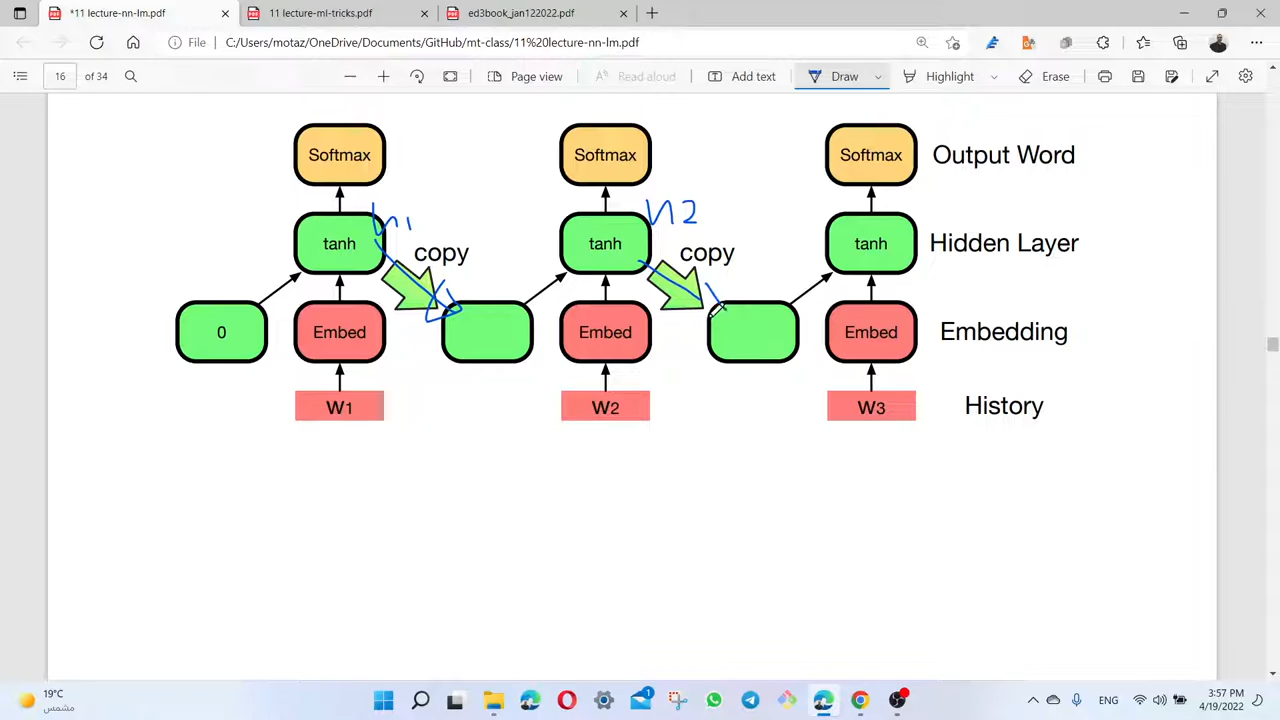 *11 lecture-nn-lm.pdf
11 lecture-ml-tricks.pdf
ed3book_jan122022.pdf
File
C:/Users/motaz/OneDrive/Documents/GitHub/mt-class/11%20lecture-nn-lm.pdf
16 of 34
Page view
Read aloud
Add text
Draw
Highlight
Erase
Softmax Softmax Softmax Output Word
h1 h2
tanh tanh tanh Hidden Layer
copy copy
0 Embed Embed Embed Embedding
W1 W2 W3 History
19°C
مشمس
1
ENG
3:57 PM
4/19/2022